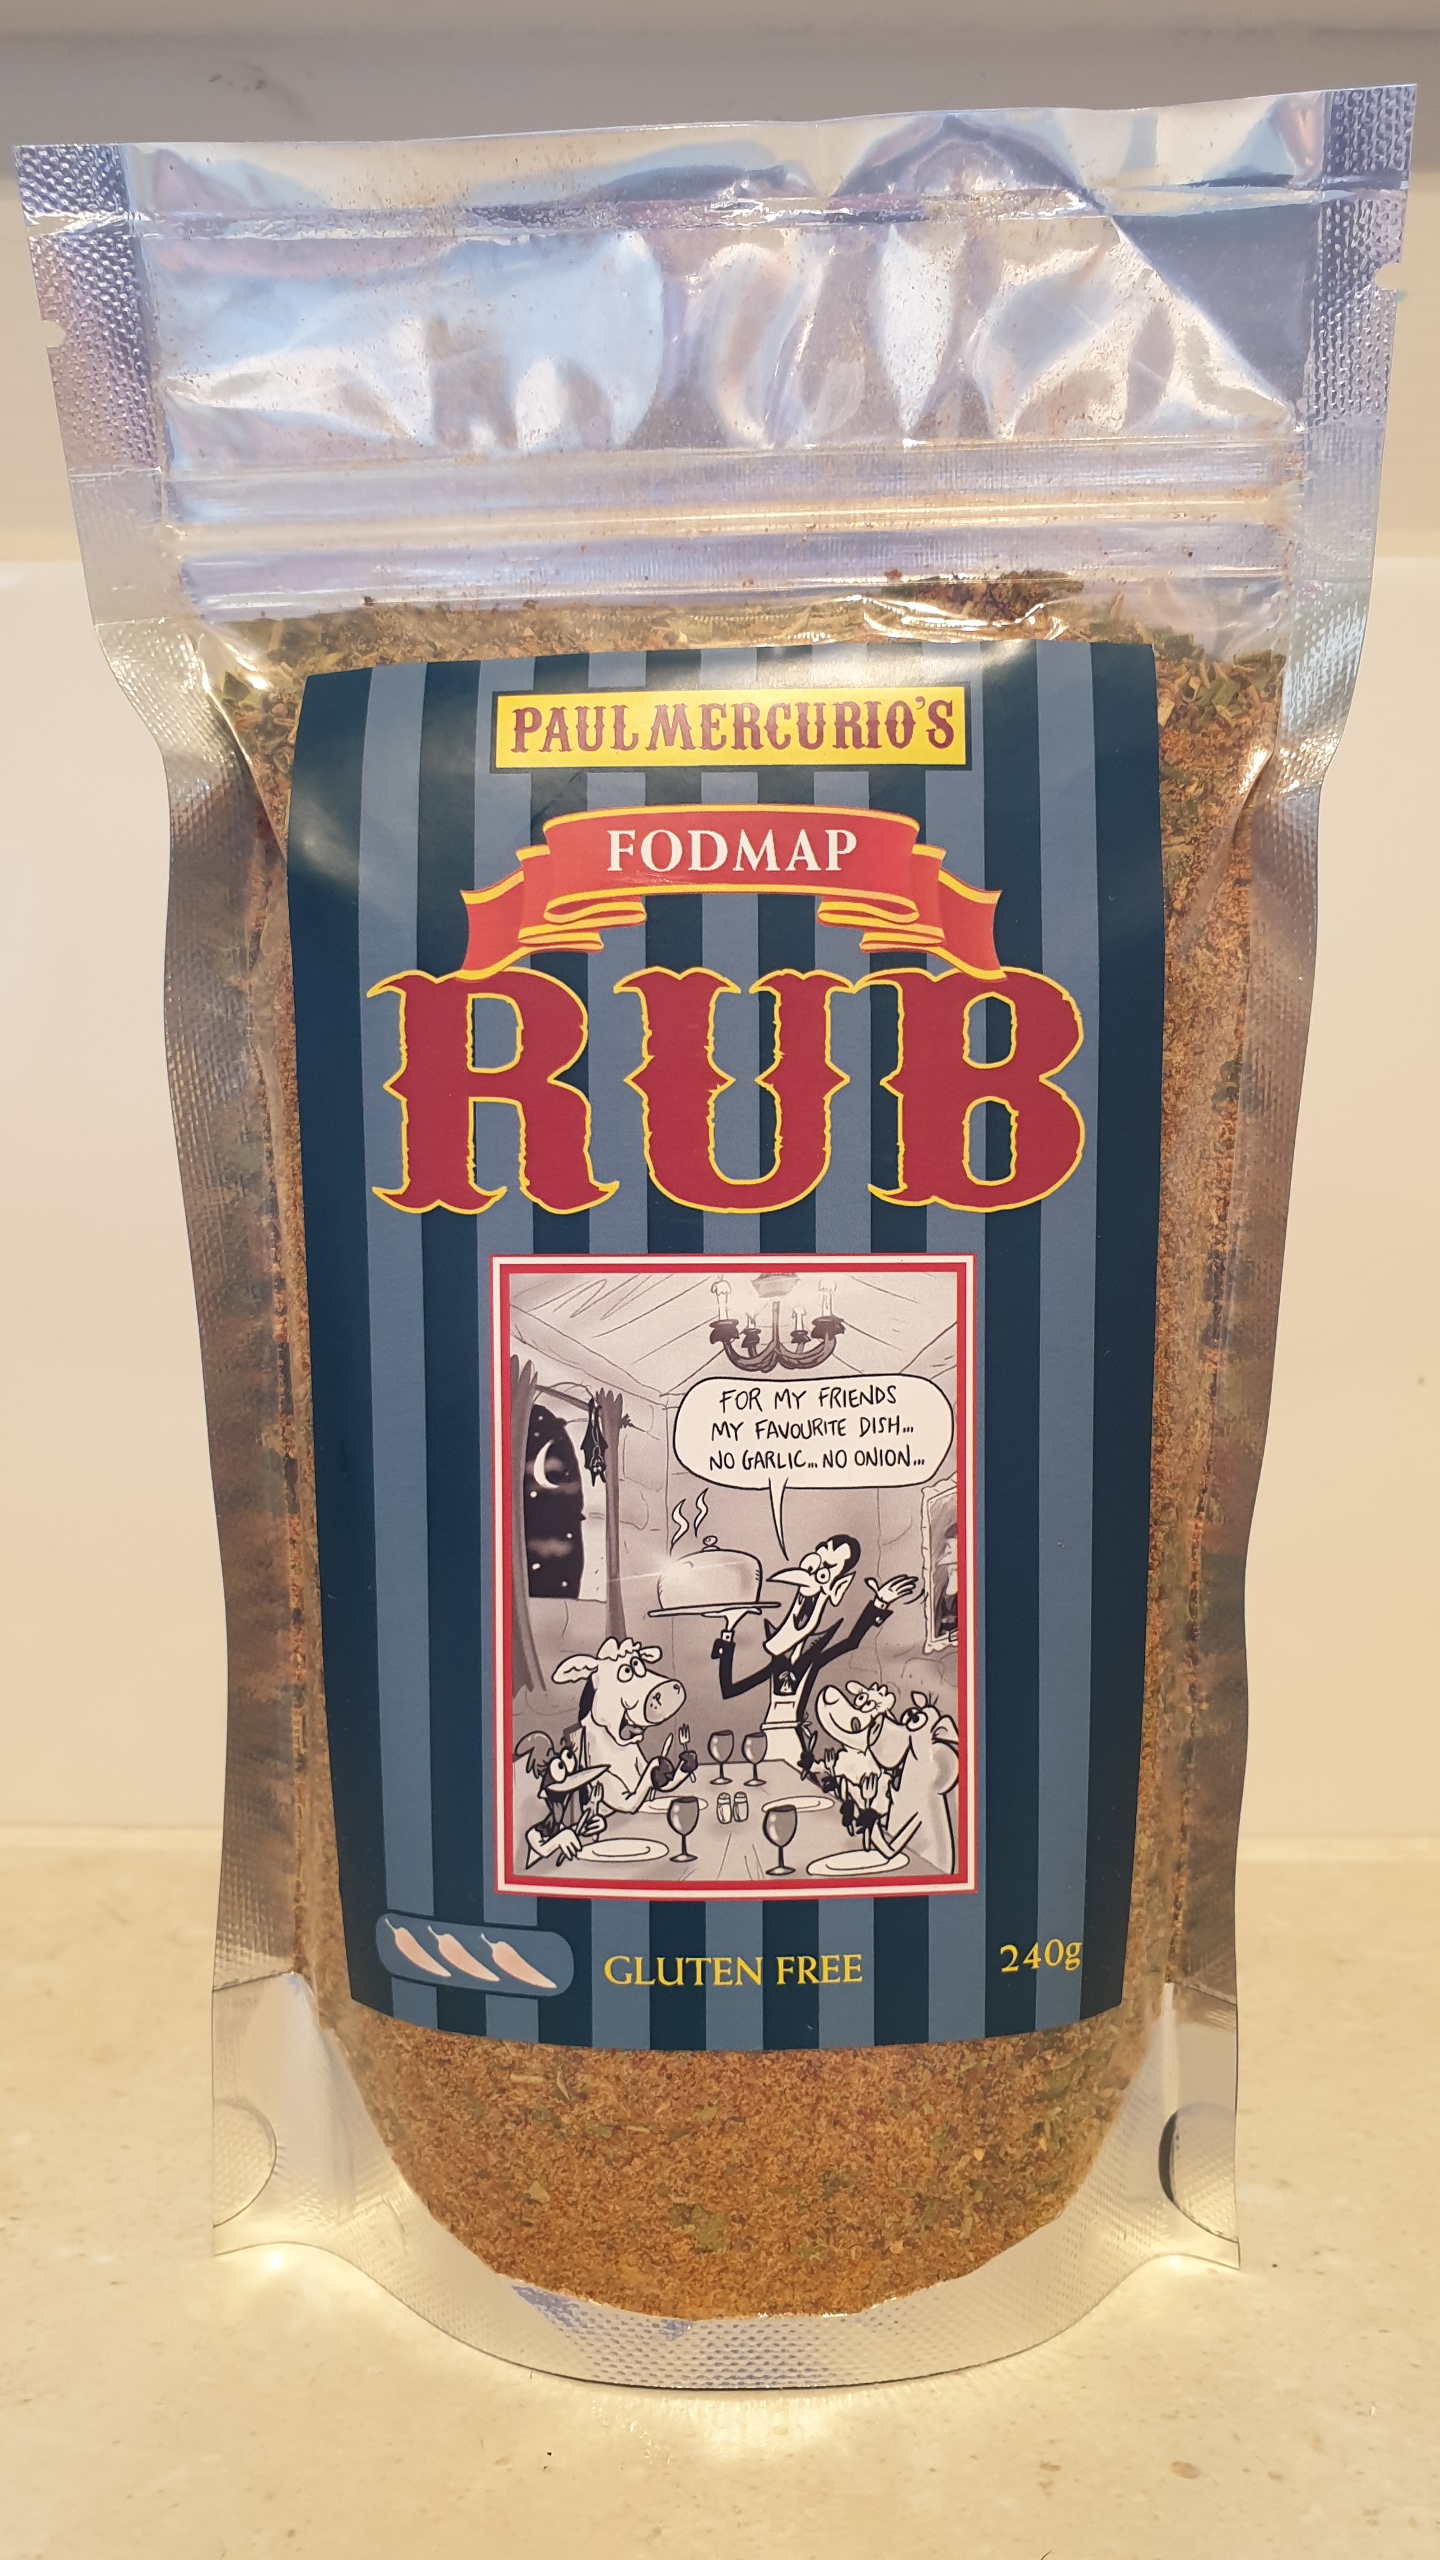 PAUL MERCURIO'S
FODMAP
RUB
FOR MY FRIENDS
MY FAVOURITE DISH...
NO GARLIC... NO ONION...
GLUTEN FREE
240g